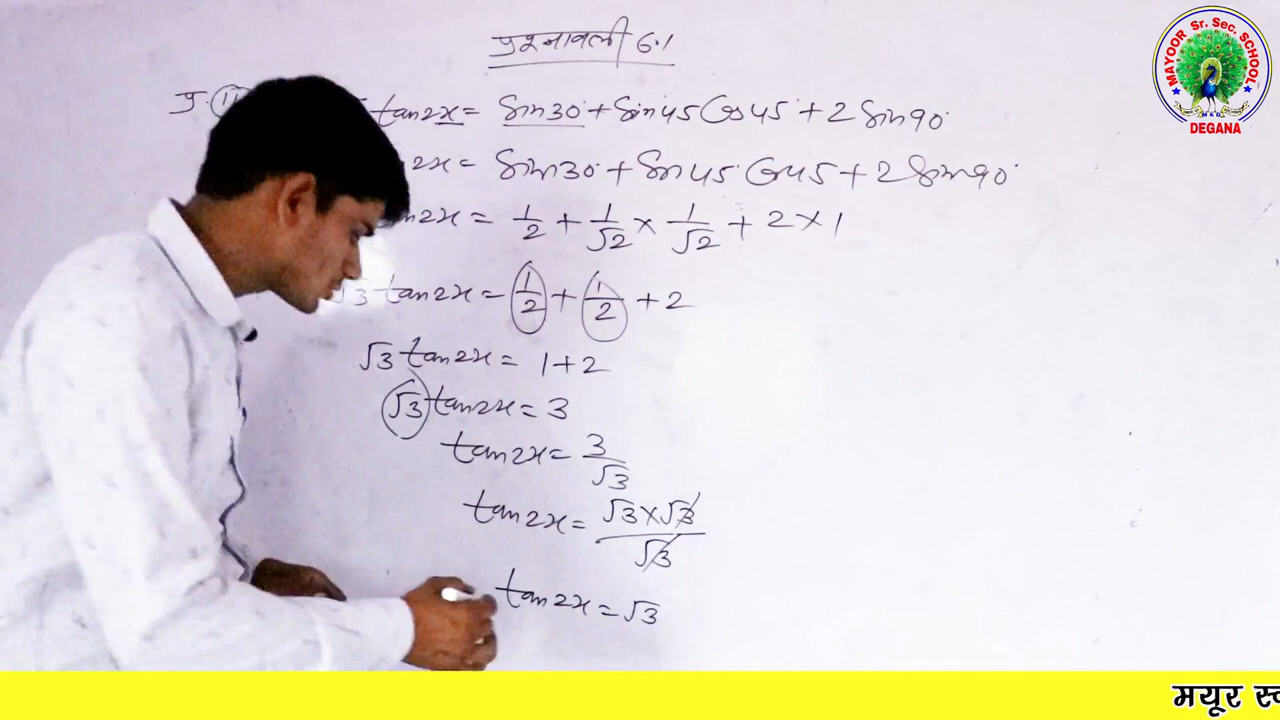 प्रश्नावली 6.1
प्र. 11 tan2x = Sin30° + Sin45° Cos45° + 2 Sin90°
2x = Sin30° + Sin45° Cos45 + 2 Sin90°
an2x = 1/2 + 1/√2 × 1/√2 + 2 × 1
√3 tan2x = 1/2 + 1/2 + 2
√3 tan2x = 1+2
√3 tan2x = 3
tan2x = 3/√3
tan2x = √3×√3/√3
tan2x = √3
MAYOOR Sr. Sec. SCHOOL
DEGANA
मयूर